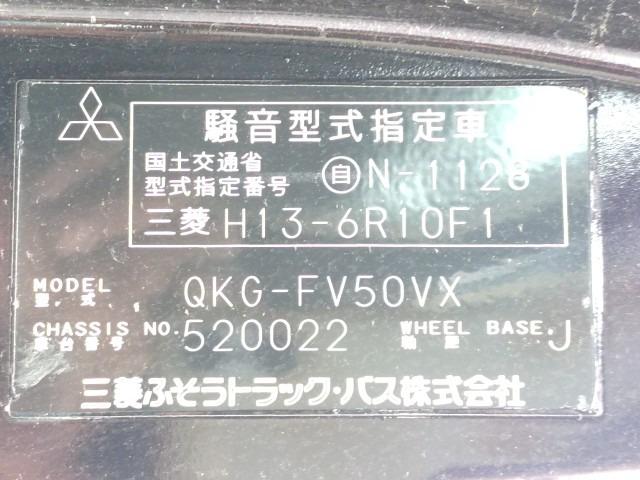 騒音型式指定車
国土交通省
型式指定番号 自N-1128
三菱 H13-6R10F1
MODEL
型式 QKG-FV50VX
CHASSIS NO. 520022 WHEEL BASE. J
車台番号 軸距
三菱ふそうトラック・バス株式会社